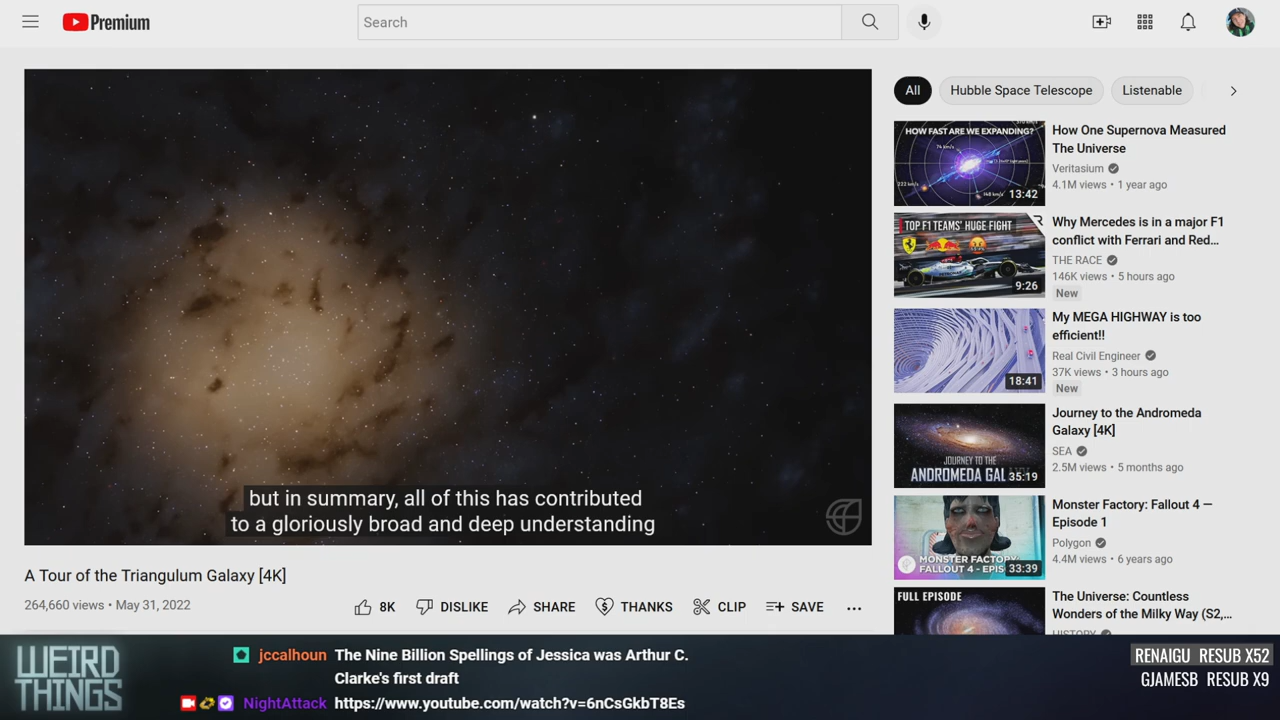 Premium
Search
but in summary, all of this has contributed
to a gloriously broad and deep understanding
A Tour of the Triangulum Galaxy [4K]
264,660 views • May 31, 2022
8K DISLIKE SHARE THANKS CLIP SAVE
All Hubble Space Telescope Listenable
HOW FAST ARE WE EXPANDING?
13:42
How One Supernova Measured
The Universe
Veritasium
4.1M views • 1 year ago
TOP F1 TEAMS' HUGE FIGHT
9:26
Why Mercedes is in a major F1
conflict with Ferrari and Red…
THE RACE
146K views • 5 hours ago
New
18:41
My MEGA HIGHWAY is too
efficient!!
Real Civil Engineer
37K views • 3 hours ago
New
JOURNEY TO THE
ANDROMEDA GAL
35:19
Journey to the Andromeda
Galaxy [4K]
SEA
2.5M views • 5 months ago
MONSTER FACTORY:
FALLOUT 4 - EPIS
33:39
Monster Factory: Fallout 4 —
Episode 1
Polygon
4.4M views • 6 years ago
FULL EPISODE
The Universe: Countless
Wonders of the Milky Way (S2,…
HISTORY
WEIRD
THINGS
jccalhoun The Nine Billion Spellings of Jessica was Arthur C.
Clarke's first draft
NightAttack https://www.youtube.com/watch?v=6nCsGkbT8Es
RENAIGU RESUB X52
GJAMESB RESUB X9